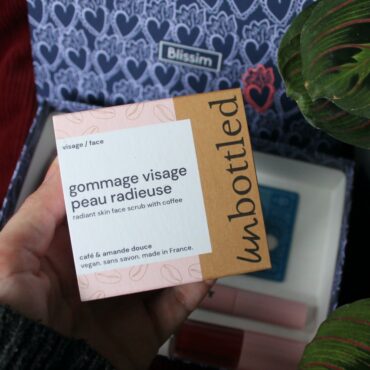 Blissim
visage / face
gommage visage
peau radieuse
radiant skin face scrub with coffee
café & amande douce
vegan. sans savon. made in France.
unbottled.